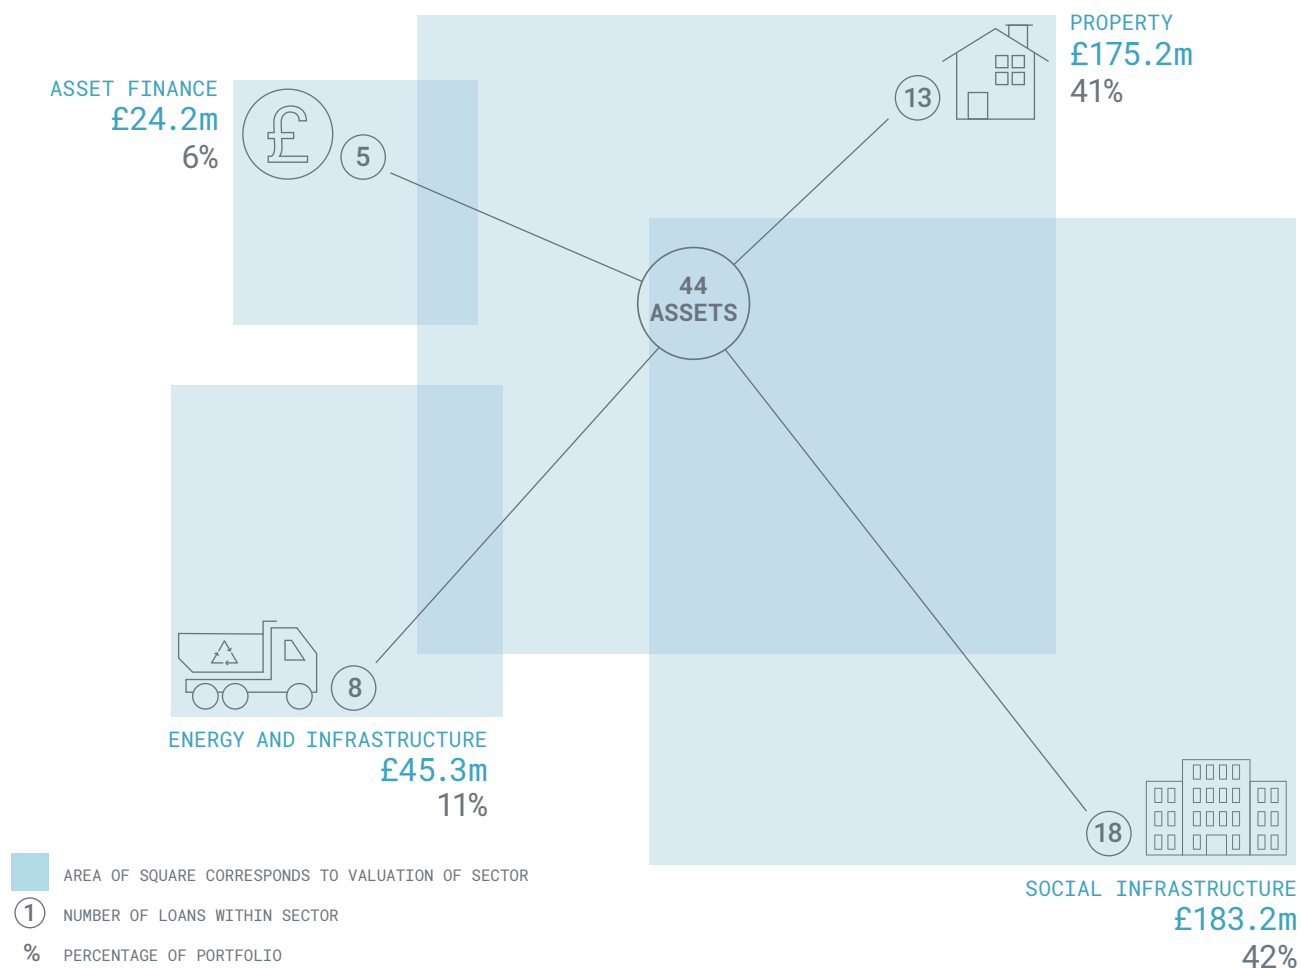 PROPERTY
£175.2m
41%
13
ASSET FINANCE
£24.2m
6%
£
5
44
ASSETS
8
ENERGY AND INFRASTRUCTURE
£45.3m
11%
18
SOCIAL INFRASTRUCTURE
£183.2m
42%
AREA OF SQUARE CORRESPONDS TO VALUATION OF SECTOR
1 NUMBER OF LOANS WITHIN SECTOR
% PERCENTAGE OF PORTFOLIO